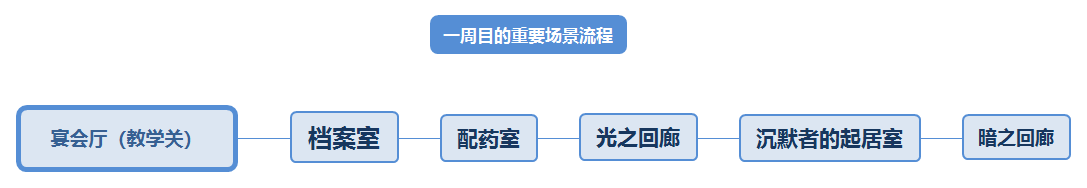 一周目的重要场景流程
宴会厅（教学关）
档案室
配药室
光之回廊
沉默者的起居室
暗之回廊